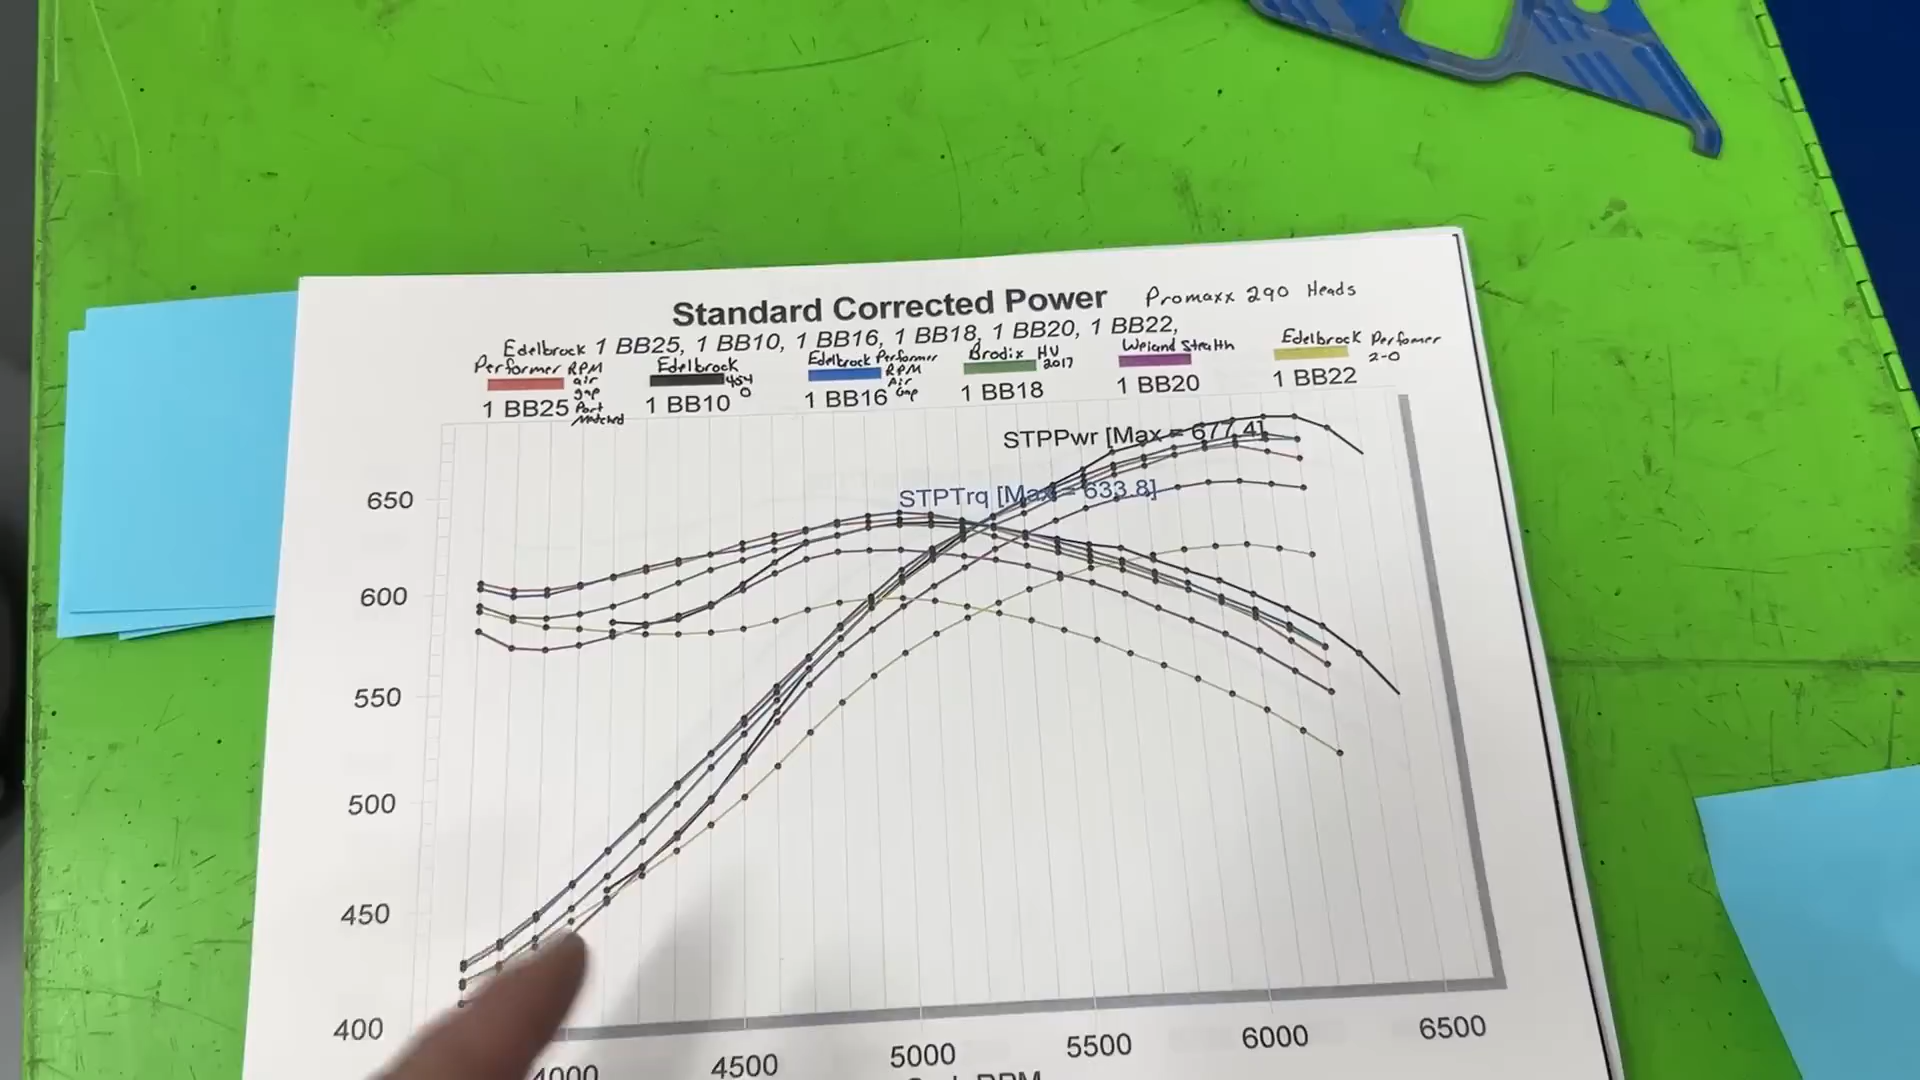 Standard Corrected Power Promaxx 290 Heads
1 BB25, 1 BB10, 1 BB16, 1 BB18, 1 BB20, 1 BB22,
Edelbrock Performer RPM air gap Port Matched
1 BB25
Edelbrock 454 O
1 BB10
Edelbrock Performer RPM Air Gap
1 BB16
Brodix HV 2017
1 BB18
Weiand Stealth
1 BB20
Edelbrock Perfomer 2-O
1 BB22
STPPwr [Max = 677.4]
STPTrq [Max = 633.8]
650
600
550
500
450
400
4000 4500 5000 5500 6000 6500